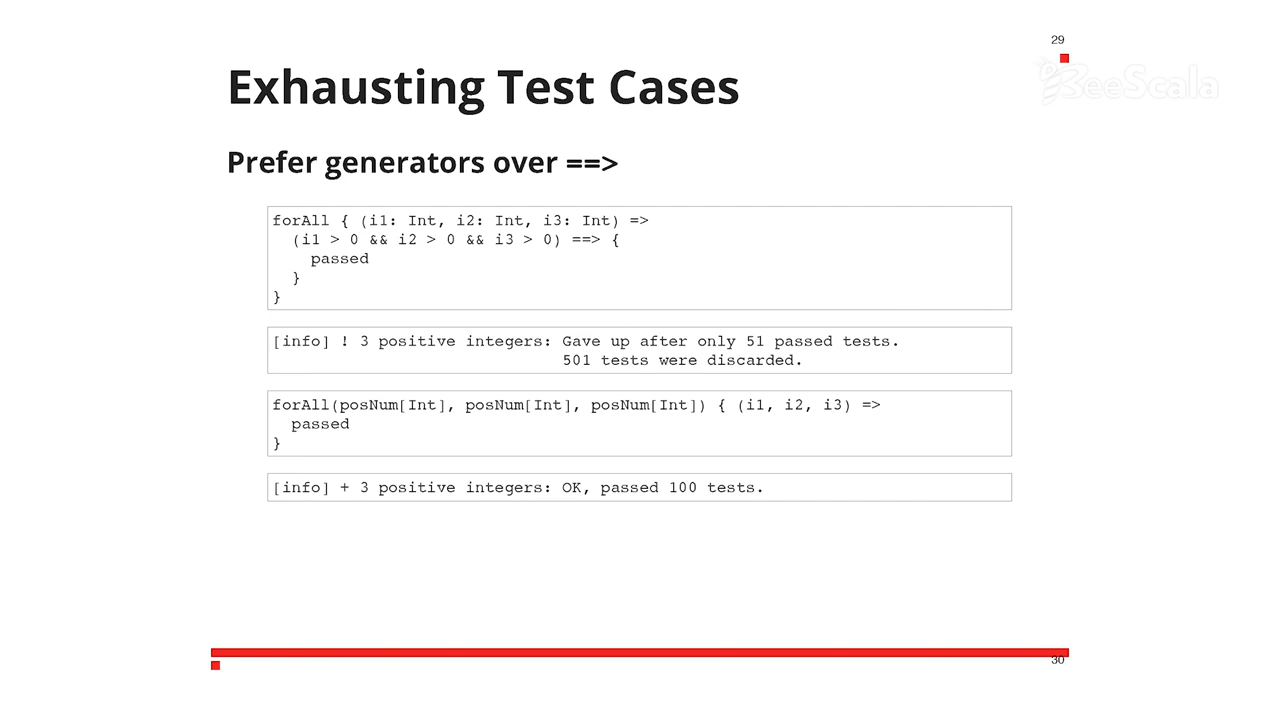 29
BeeScala
Exhausting Test Cases
Prefer generators over ==>
forAll { (i1: Int, i2: Int, i3: Int) =>
  (i1 > 0 && i2 > 0 && i3 > 0) ==> {
    passed
  }
}
[info] ! 3 positive integers: Gave up after only 51 passed tests.
                              501 tests were discarded.
forAll(posNum[Int], posNum[Int], posNum[Int]) { (i1, i2, i3) =>
  passed
}
[info] + 3 positive integers: OK, passed 100 tests.
30